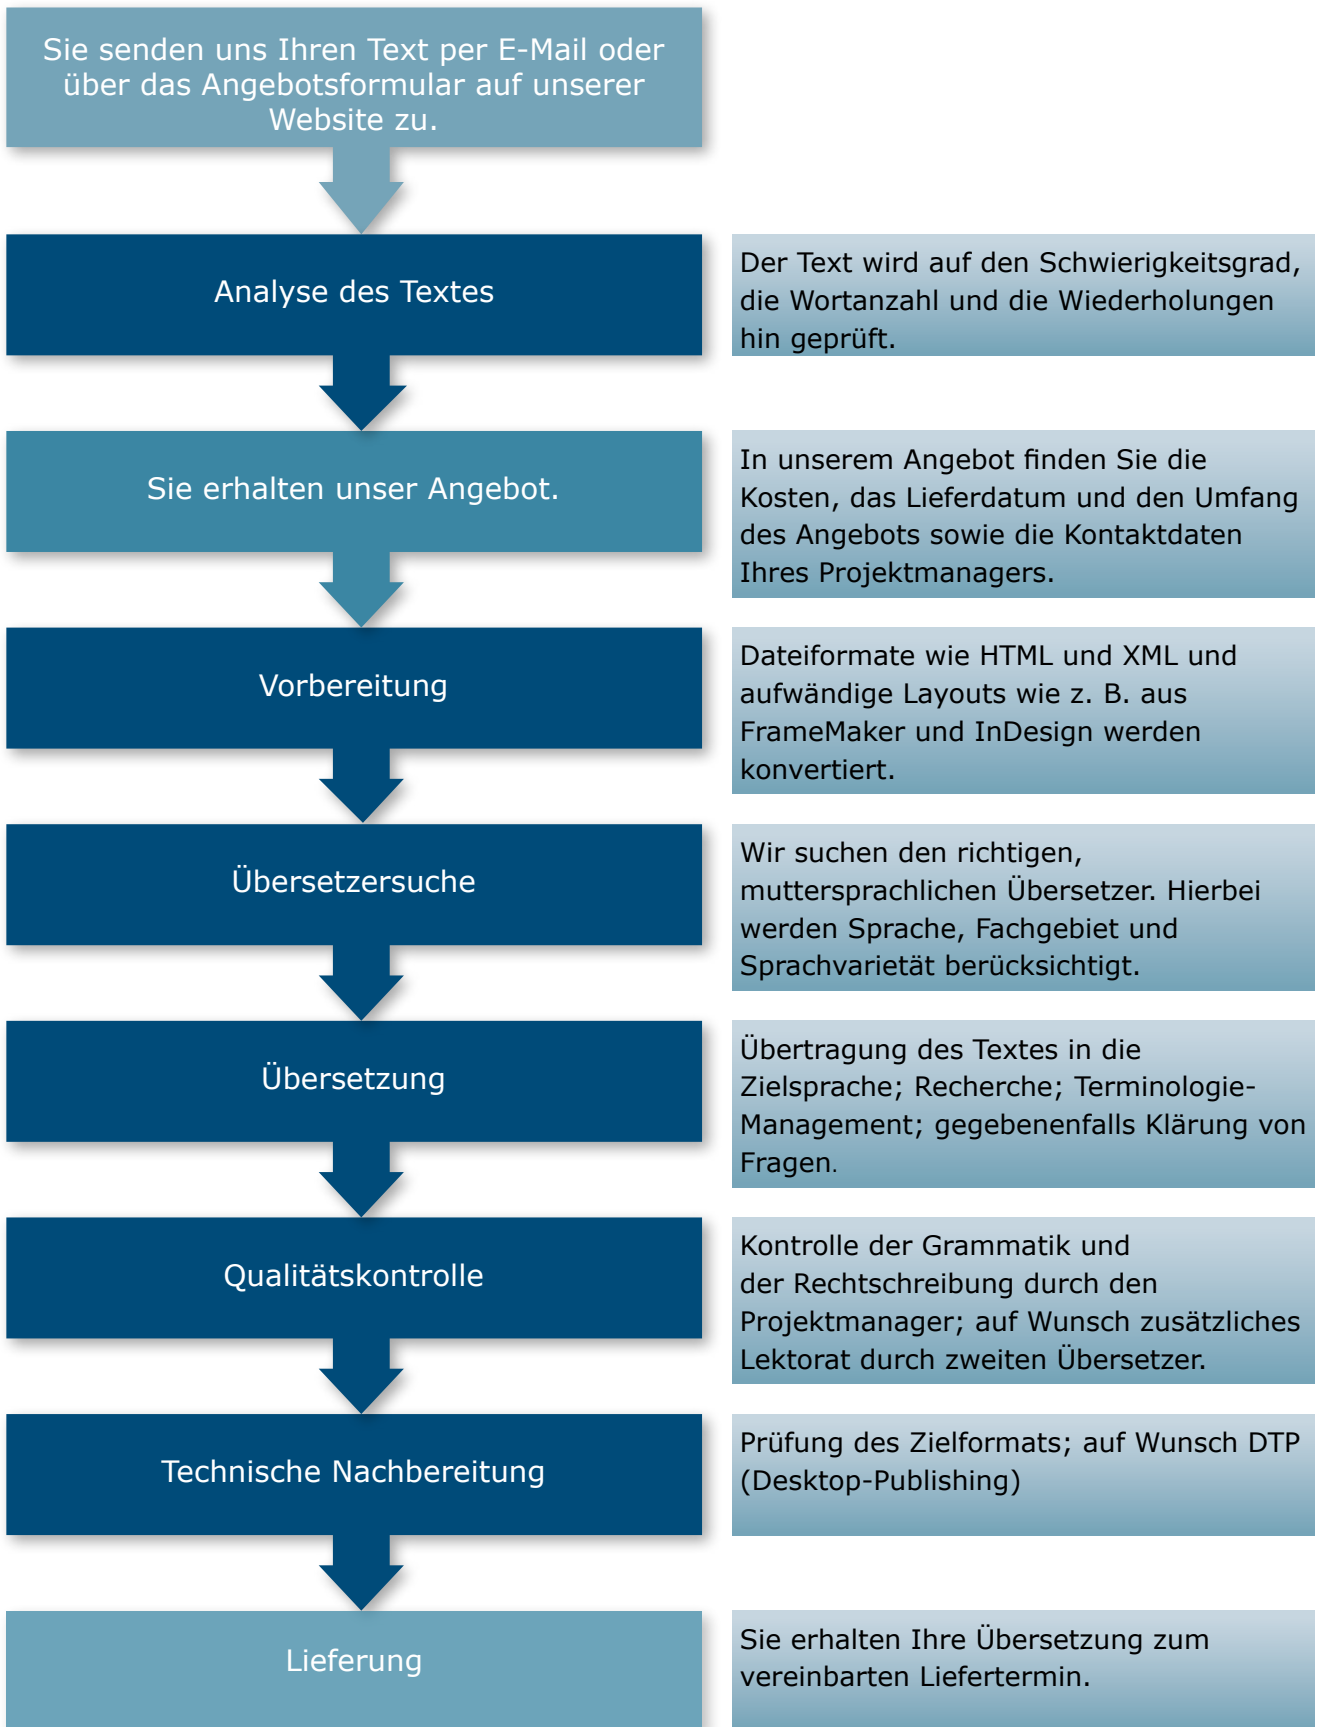 Sie senden uns Ihren Text per E-Mail oder
über das Angebotsformular auf unserer
Website zu.
Analyse des Textes
Der Text wird auf den Schwierigkeitsgrad,
die Wortanzahl und die Wiederholungen
hin geprüft.
Sie erhalten unser Angebot.
In unserem Angebot finden Sie die
Kosten, das Lieferdatum und den Umfang
des Angebots sowie die Kontaktdaten
Ihres Projektmanagers.
Vorbereitung
Dateiformate wie HTML und XML und
aufwändige Layouts wie z. B. aus
FrameMaker und InDesign werden
konvertiert.
Übersetzersuche
Wir suchen den richtigen,
muttersprachlichen Übersetzer. Hierbei
werden Sprache, Fachgebiet und
Sprachvarietät berücksichtigt.
Übersetzung
Übertragung des Textes in die
Zielsprache; Recherche; Terminologie-
Management; gegebenenfalls Klärung von
Fragen.
Qualitätskontrolle
Kontrolle der Grammatik und
der Rechtschreibung durch den
Projektmanager; auf Wunsch zusätzliches
Lektorat durch zweiten Übersetzer.
Technische Nachbereitung
Prüfung des Zielformats; auf Wunsch DTP
(Desktop-Publishing)
Lieferung
Sie erhalten Ihre Übersetzung zum
vereinbarten Liefertermin.